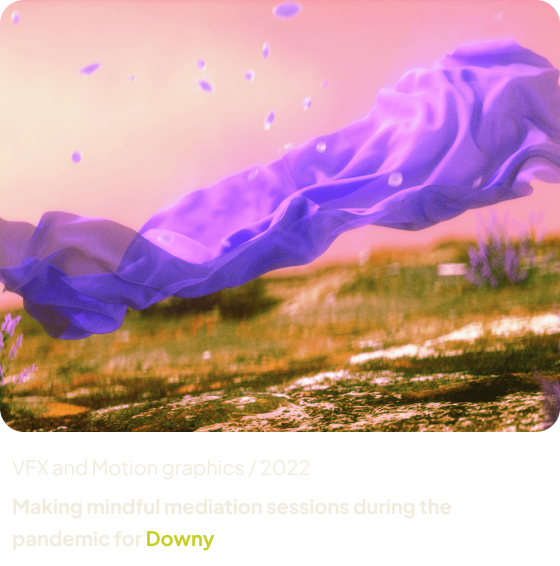 VFX and Motion graphics / 2022
Making mindful mediation sessions during the
pandemic for Downy